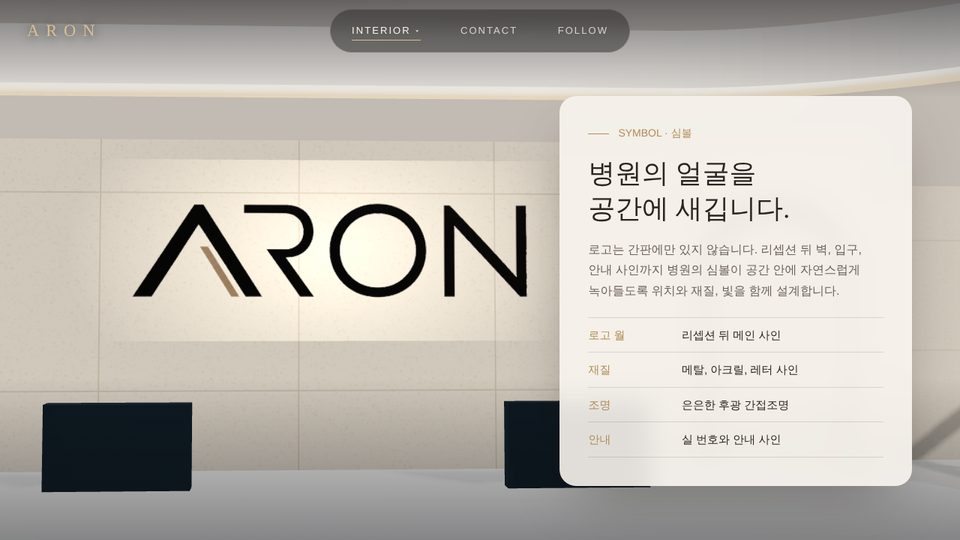 ARON
INTERIOR
CONTACT
FOLLOW
ARON
SYMBOL · 심볼
병원의 얼굴을
공간에 새깁니다.
로고는 간판에만 있지 않습니다. 리셉션 뒤 벽, 입구,
안내 사인까지 병원의 심볼이 공간 안에 자연스럽게
녹아들도록 위치와 재질, 빛을 함께 설계합니다.
로고 월 리셉션 뒤 메인 사인
재질 메탈, 아크릴, 레터 사인
조명 은은한 후광 간접조명
안내 실 번호와 안내 사인